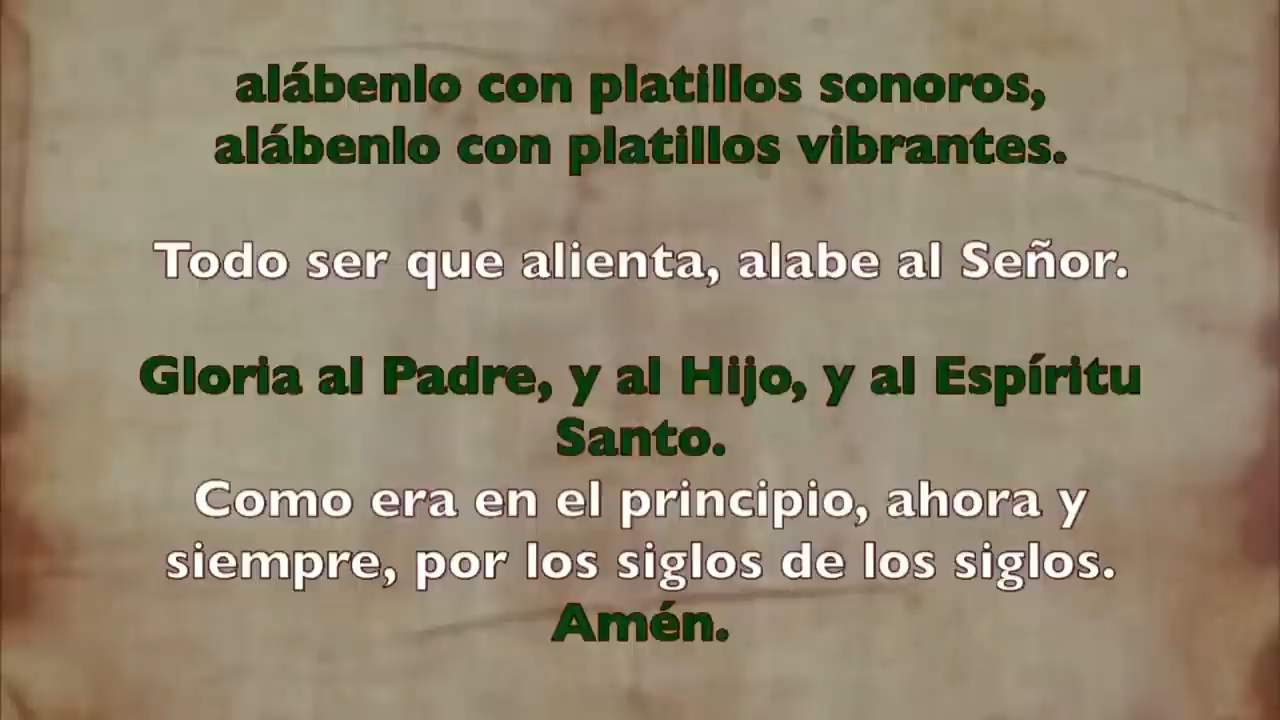 alábenlo con platillos sonoros,
alábenlo con platillos vibrantes.
Todo ser que alienta, alabe al Señor.
Gloria al Padre, y al Hijo, y al Espíritu
Santo.
Como era en el principio, ahora y
siempre, por los siglos de los siglos.
Amén.